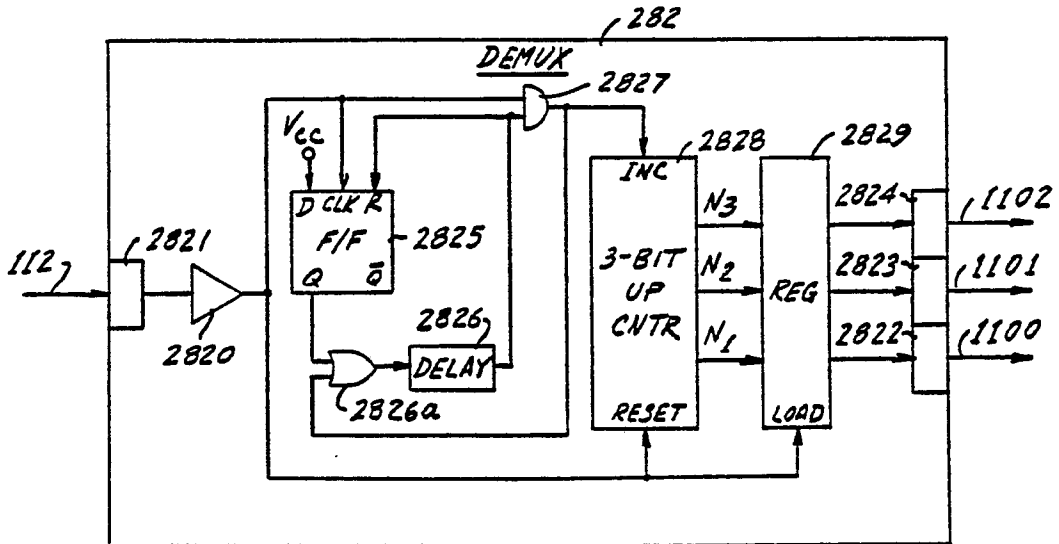 282
DEMUX
2827
Vcc
2828
2829
D CLK R
F/F
2825
Q Q̅
INC
3-BIT
UP
CNTR
RESET
N3
N2
N1
REG
LOAD
2824
2823
2822
1102
1101
1100
112
2821
2820
2826
DELAY
2826a